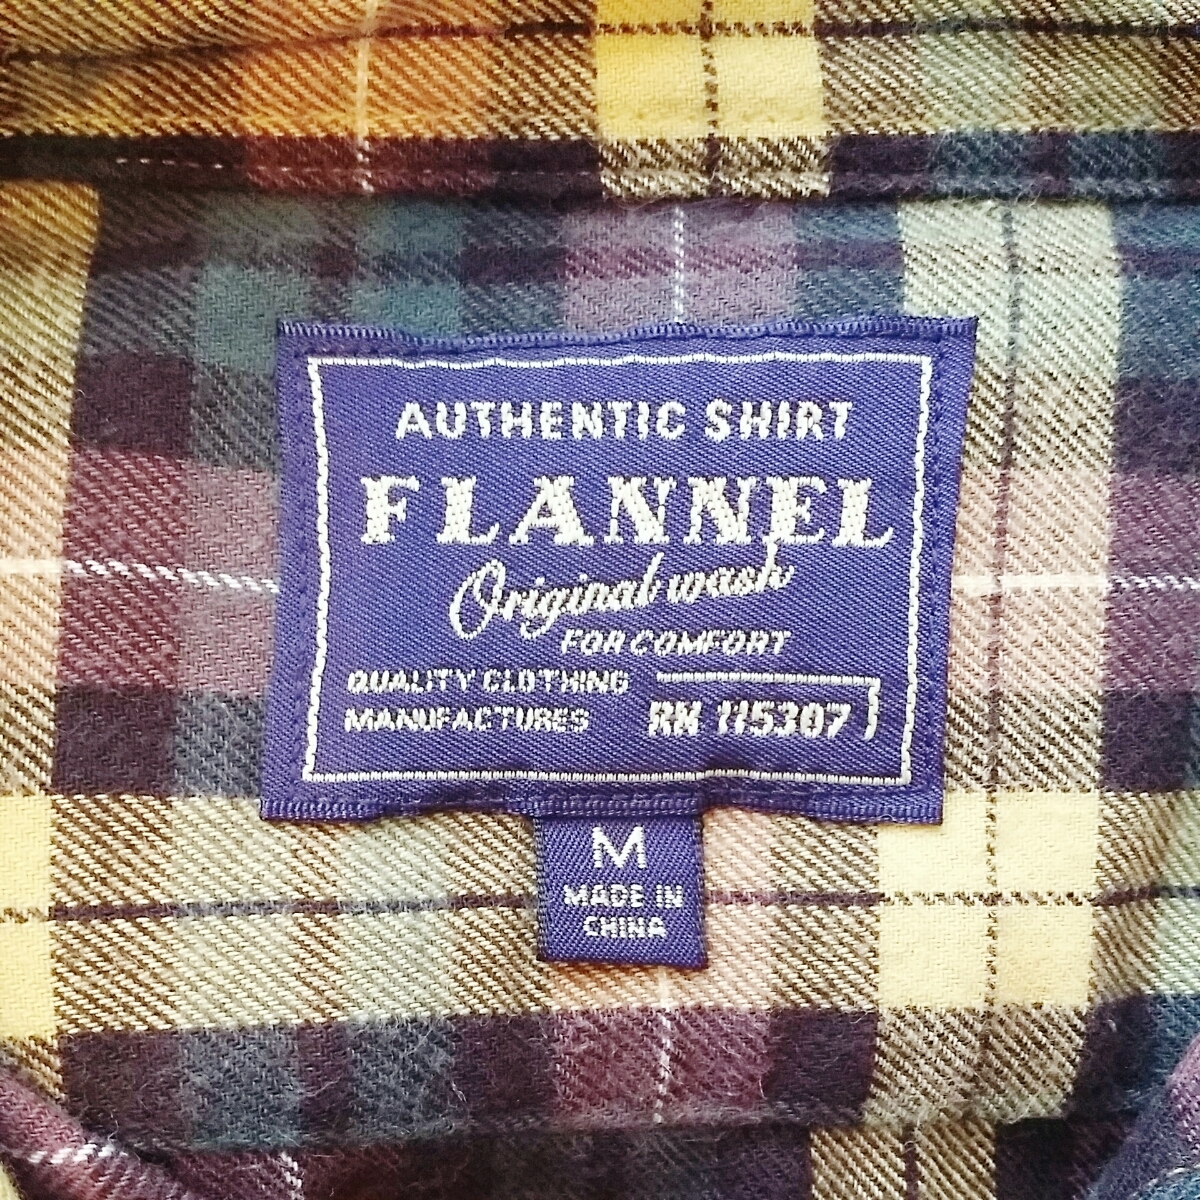 AUTHENTIC SHIRT
FLANNEL
Original wash
FOR COMFORT
QUALITY CLOTHING
MANUFACTURES
RN 115307
M
MADE IN
CHINA